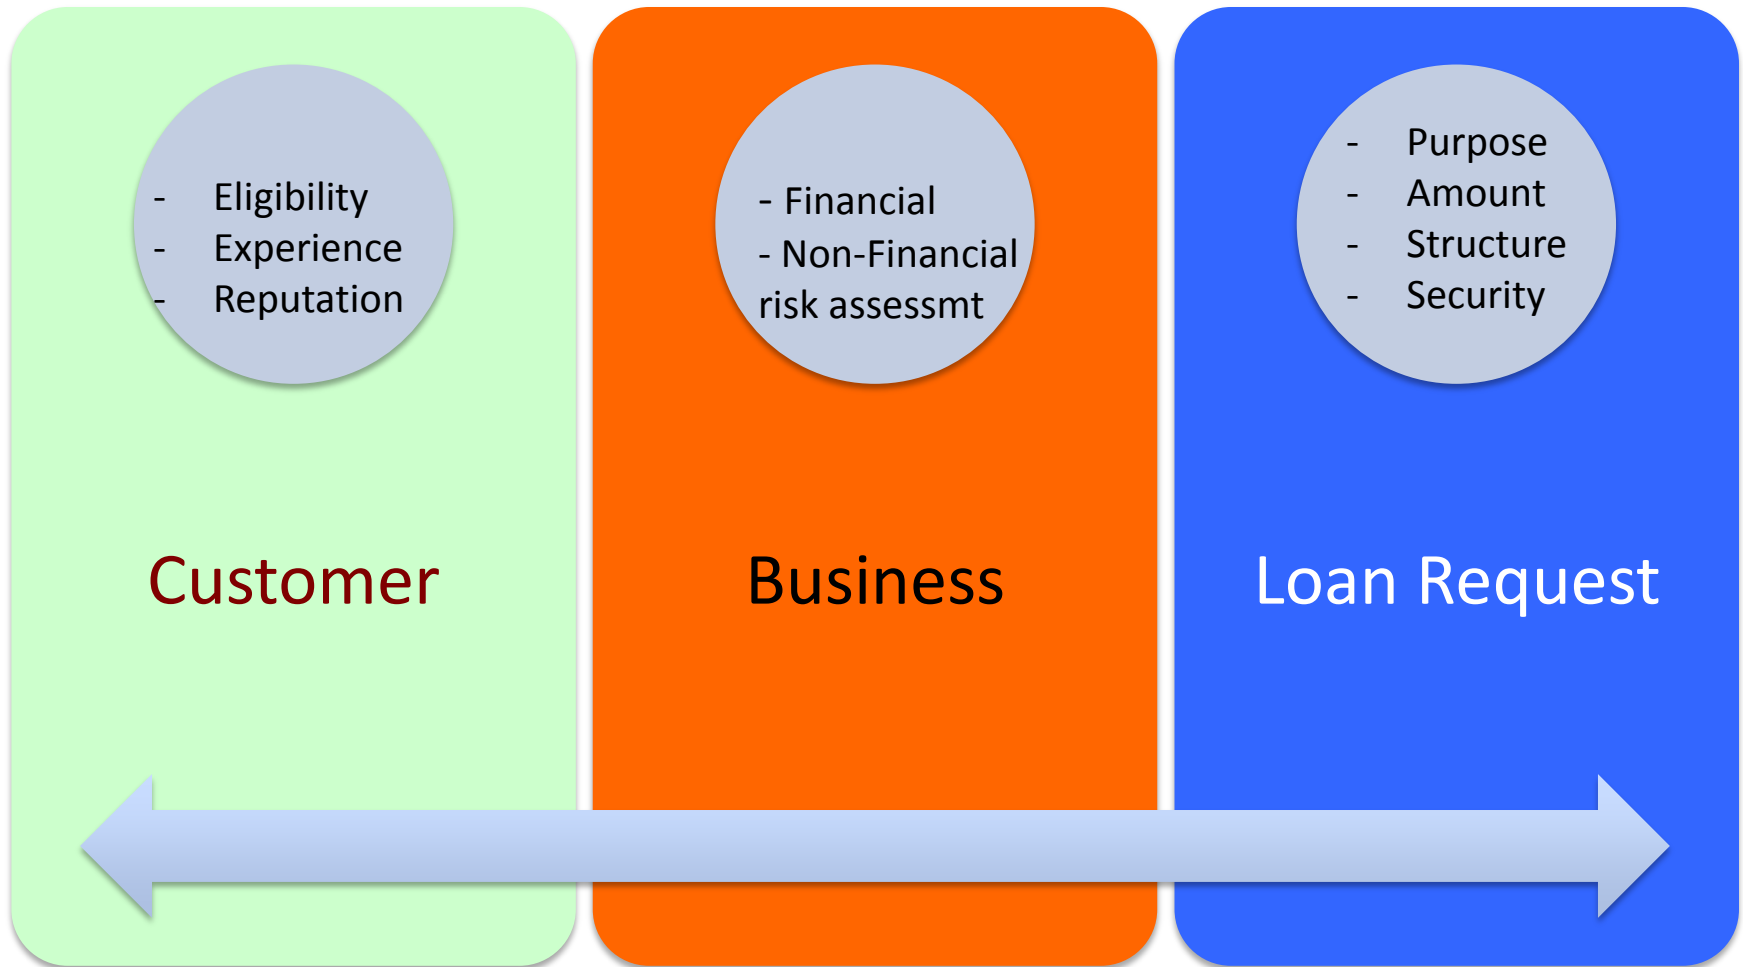 - Eligibility
- Experience
- Reputation
Customer
- Financial
- Non-Financial
risk assessmt
Business
- Purpose
- Amount
- Structure
- Security
Loan Request